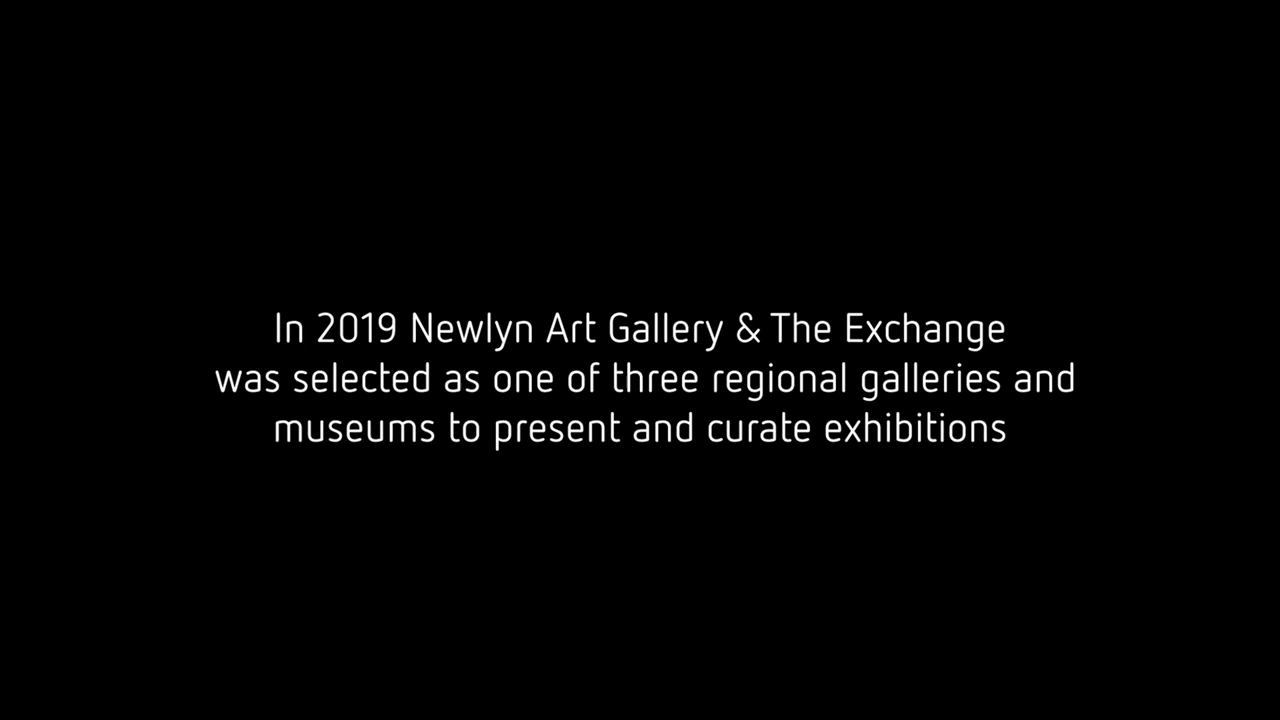 In 2019 Newlyn Art Gallery & The Exchange
was selected as one of three regional galleries and
museums to present and curate exhibitions